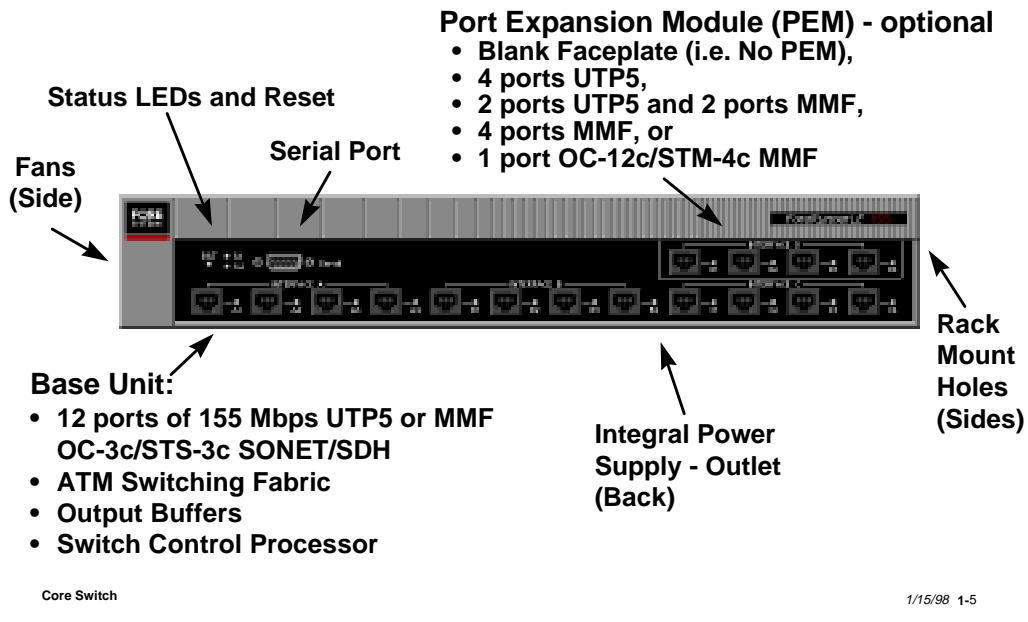 Port Expansion Module (PEM) - optional
• Blank Faceplate (i.e. No PEM),
• 4 ports UTP5,
• 2 ports UTP5 and 2 ports MMF,
• 4 ports MMF, or
• 1 port OC-12c/STM-4c MMF
Status LEDs and Reset
Serial Port
Fans
(Side)
FORE
INTERFACE A
INTERFACE B
INTERFACE C
Rack
Mount
Holes
(Sides)
Base Unit:
• 12 ports of 155 Mbps UTP5 or MMF
OC-3c/STS-3c SONET/SDH
• ATM Switching Fabric
• Output Buffers
• Switch Control Processor
Integral Power
Supply - Outlet
(Back)
Core Switch
1/15/98 1-5